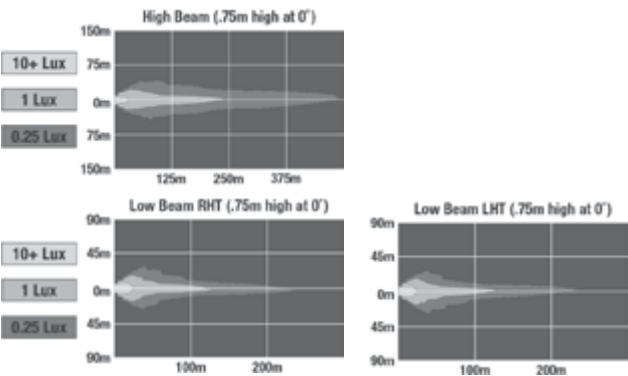 High Beam (.75m high at 0°)
10+ Lux
1 Lux
0.25 Lux
150m
75m
0m
75m
150m
125m 250m 375m
Low Beam RHT (.75m high at 0°)
10+ Lux
1 Lux
0.25 Lux
90m
45m
0m
45m
90m
100m 200m
Low Beam LHT (.75m high at 0°)
90m
45m
0m
45m
90m
100m 200m